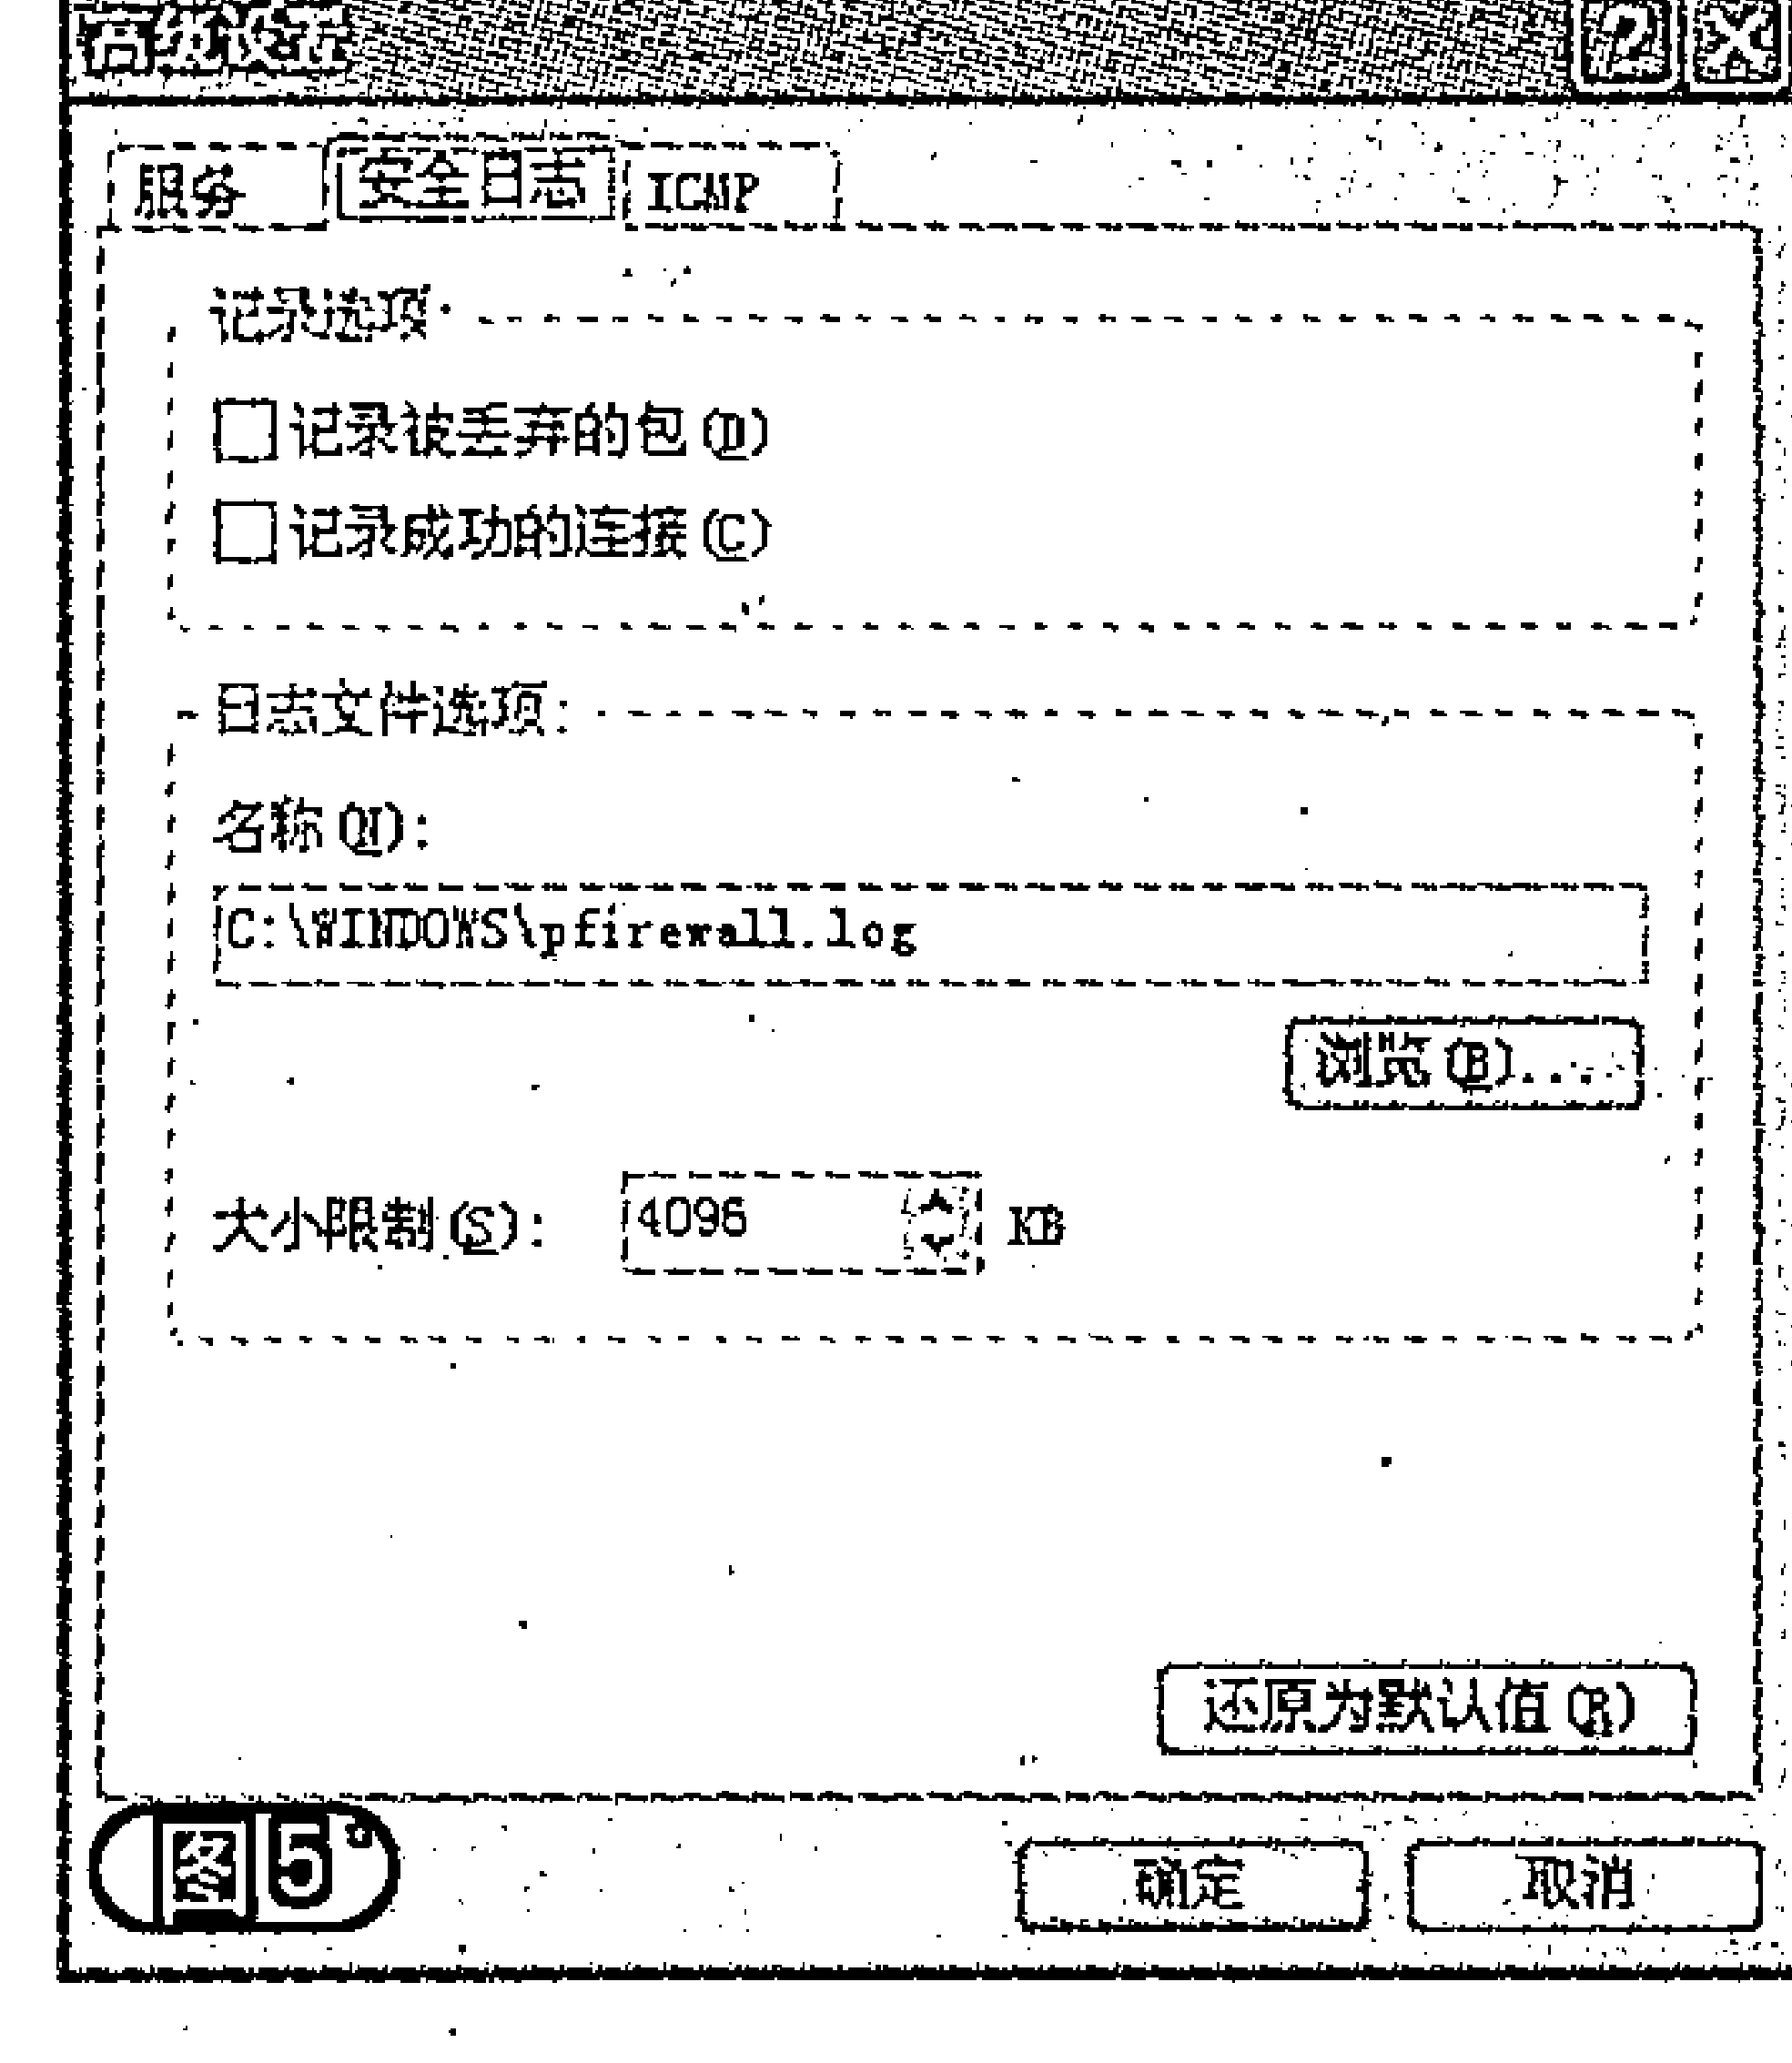 高级设置
服务 安全日志 ICMP
记录选项:
记录被丢弃的包(D)
记录成功的连接(C)
日志文件选项:
名称(N):
C:\WINDOWS\pfirewall.log
浏览(B)...
大小限制(S): 4096 KB
还原为默认值(R)
图5
确定 取消